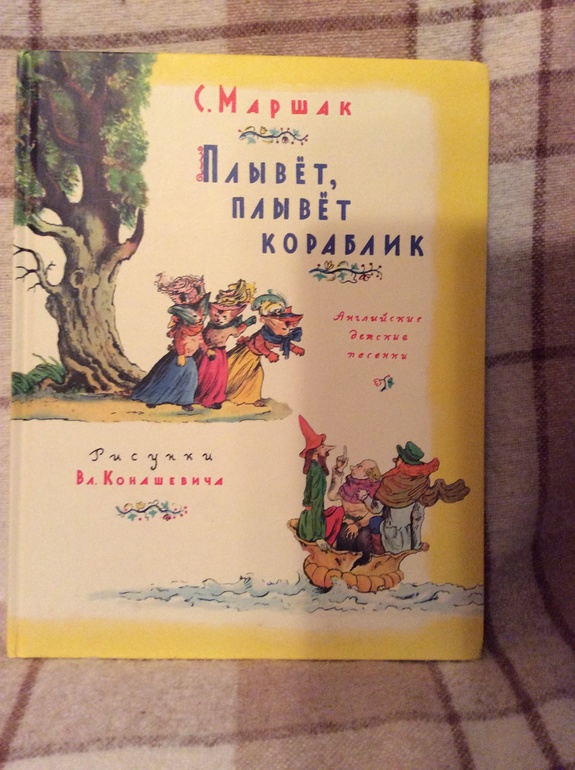 С. Маршак
Плывёт,
плывёт
кораблик
Английские
детские
песенки
Рисунки
Вл. Конашевича